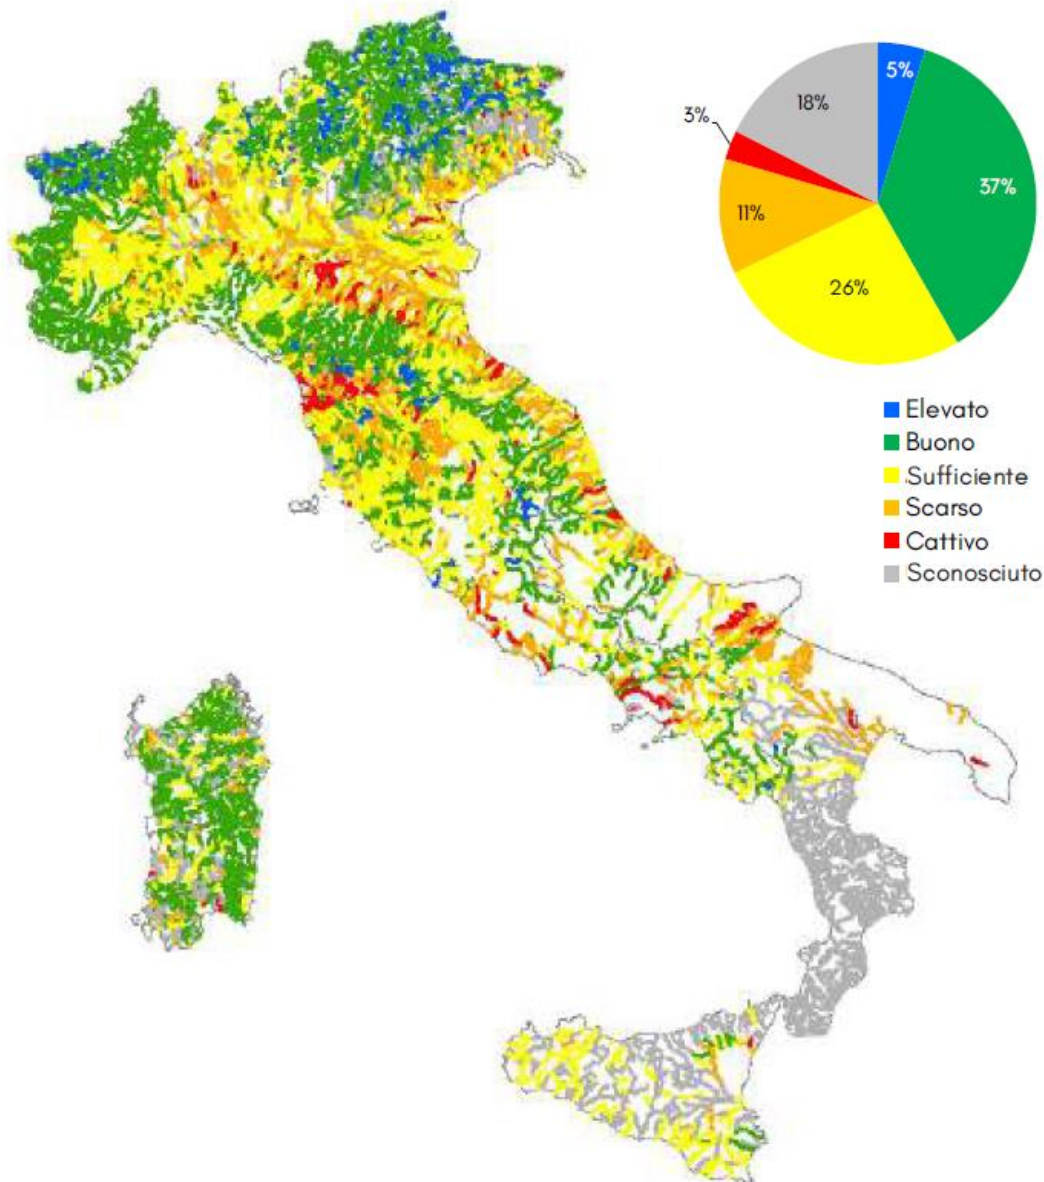 5%
18%
3%
37%
11%
26%
Elevato
Buono
Sufficiente
Scarso
Cattivo
Sconosciuto